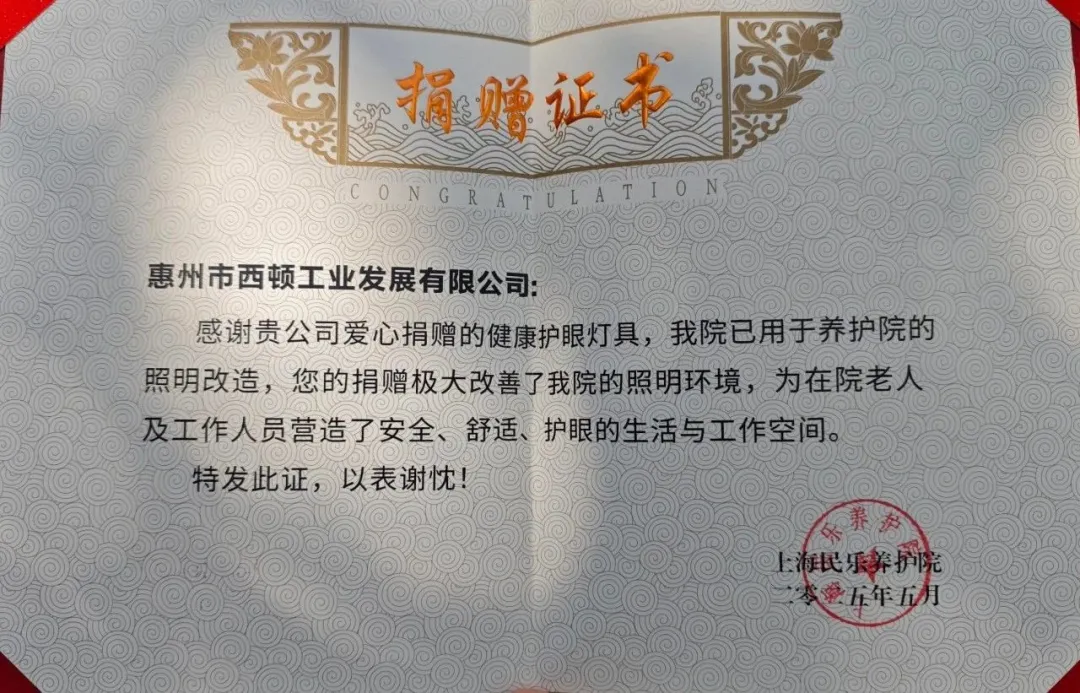 捐赠证书
CONGRATULATION
惠州市西顿工业发展有限公司:
感谢贵公司爱心捐赠的健康护眼灯具，我院已用于养护院的
照明改造，您的捐赠极大改善了我院的照明环境，为在院老人
及工作人员营造了安全、舒适、护眼的生活与工作空间。
特发此证，以表谢忱！
上海民乐养护院
二零二五年五月
乐养护院